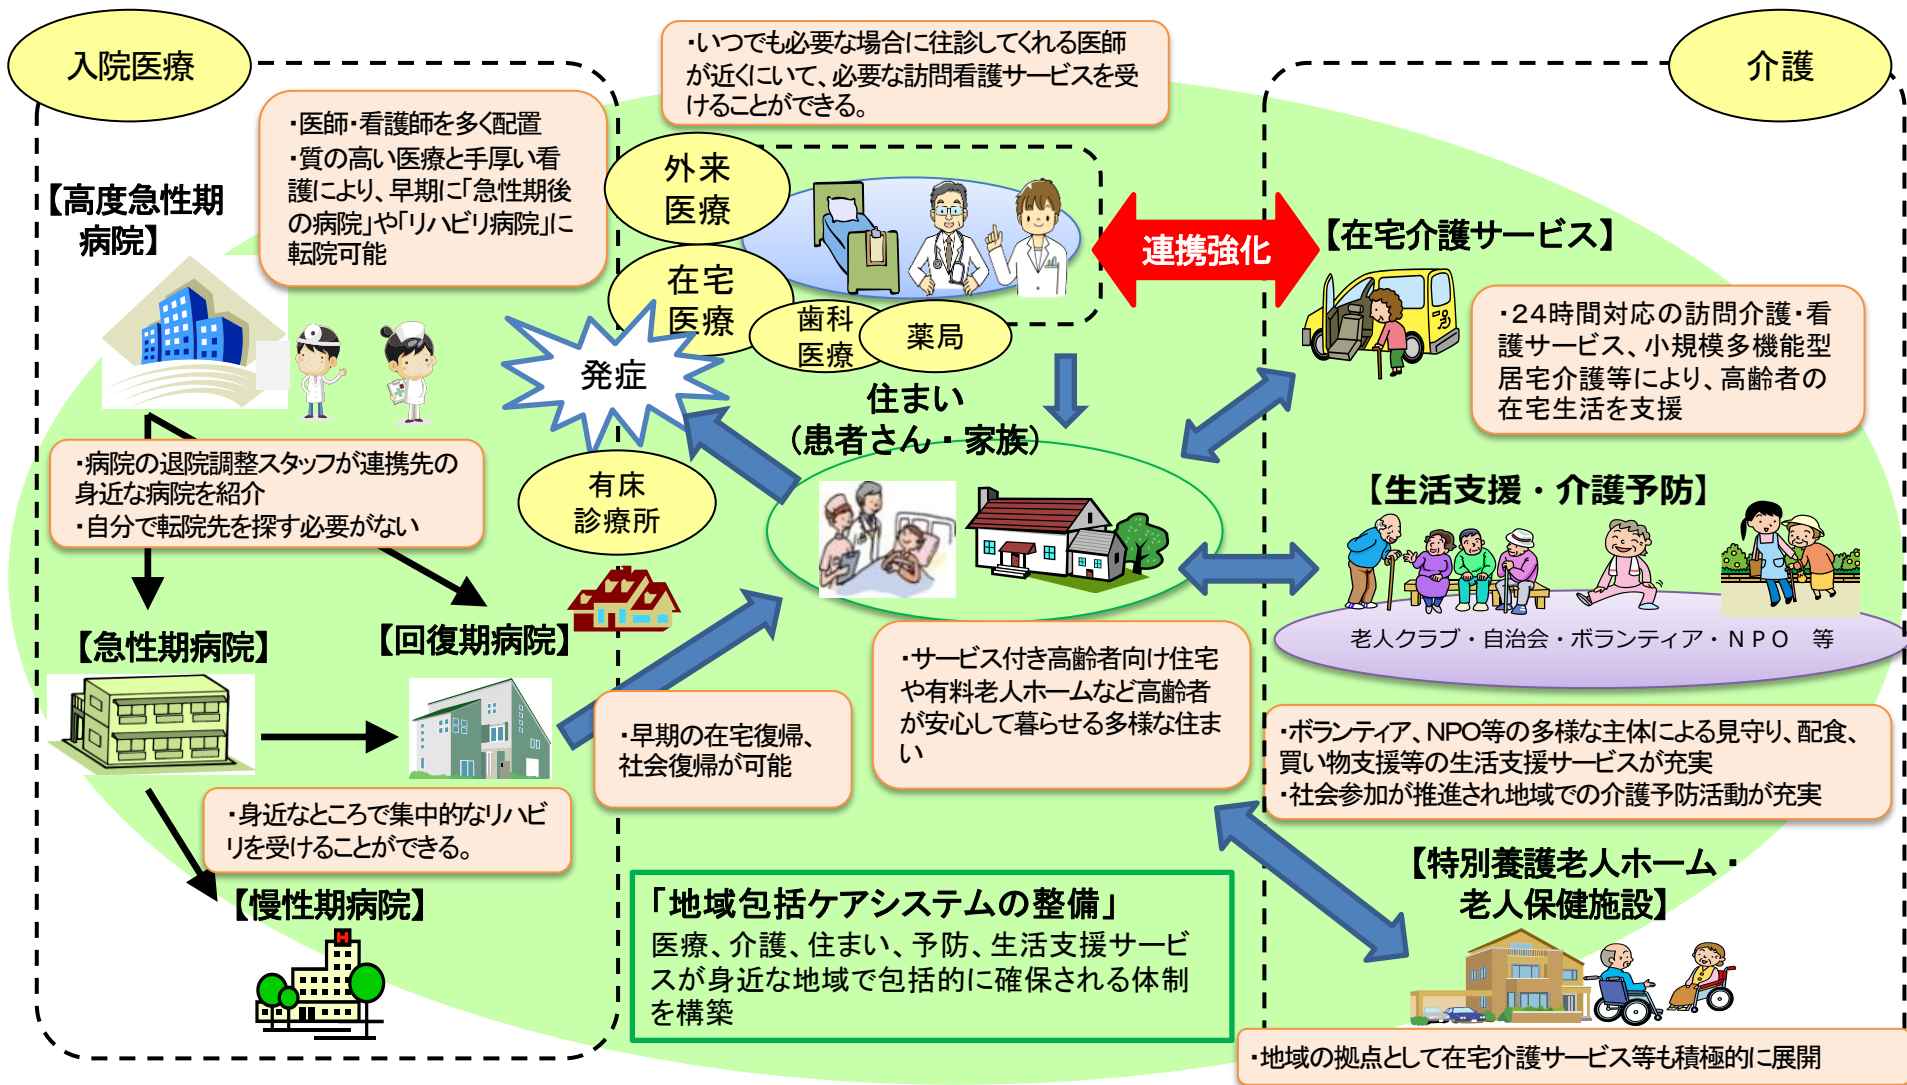 入院医療
・医師・看護師を多く配置
・質の高い医療と手厚い看
護により、早期に「急性期後
の病院」や「リハビリ病院」に
転院可能
【高度急性期
病院】
・病院の退院調整スタッフが連携先の
身近な病院を紹介
・自分で転院先を探す必要がない
【急性期病院】
【回復期病院】
・身近なところで集中的なリハビ
リを受けることができる。
【慢性期病院】
・いつでも必要な場合に往診してくれる医師
が近くにいて、必要な訪問看護サービスを受
けることができる。
外来
医療
在宅
医療
歯科
医療
薬局
発症
有床
診療所
住まい
（患者さん・家族）
・早期の在宅復帰、
社会復帰が可能
・サービス付き高齢者向け住宅
や有料老人ホームなど高齢者
が安心して暮らせる多様な住ま
い
「地域包括ケアシステムの整備」
医療、介護、住まい、予防、生活支援サービ
スが身近な地域で包括的に確保される体制
を構築
連携強化
介護
【在宅介護サービス】
・２４時間対応の訪問介護・看
護サービス、小規模多機能型
居宅介護等により、高齢者の
在宅生活を支援
【生活支援・介護予防】
老人クラブ・自治会・ボランティア・ＮＰＯ　等
・ボランティア、NPO等の多様な主体による見守り、配食、
買い物支援等の生活支援サービスが充実
・社会参加が推進され地域での介護予防活動が充実
【特別養護老人ホーム・
老人保健施設】
・地域の拠点として在宅介護サービス等も積極的に展開
H